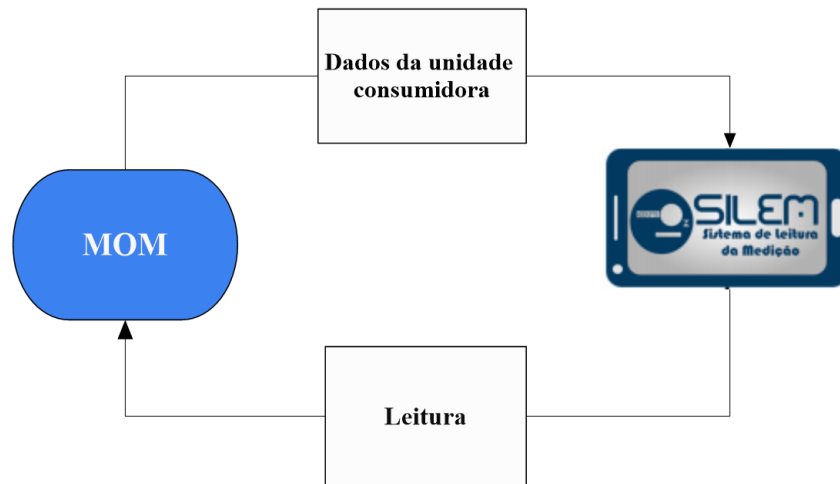 Dados da unidade
consumidora
MOM
SILEM
Sistema de Leitura
da Medição
Leitura